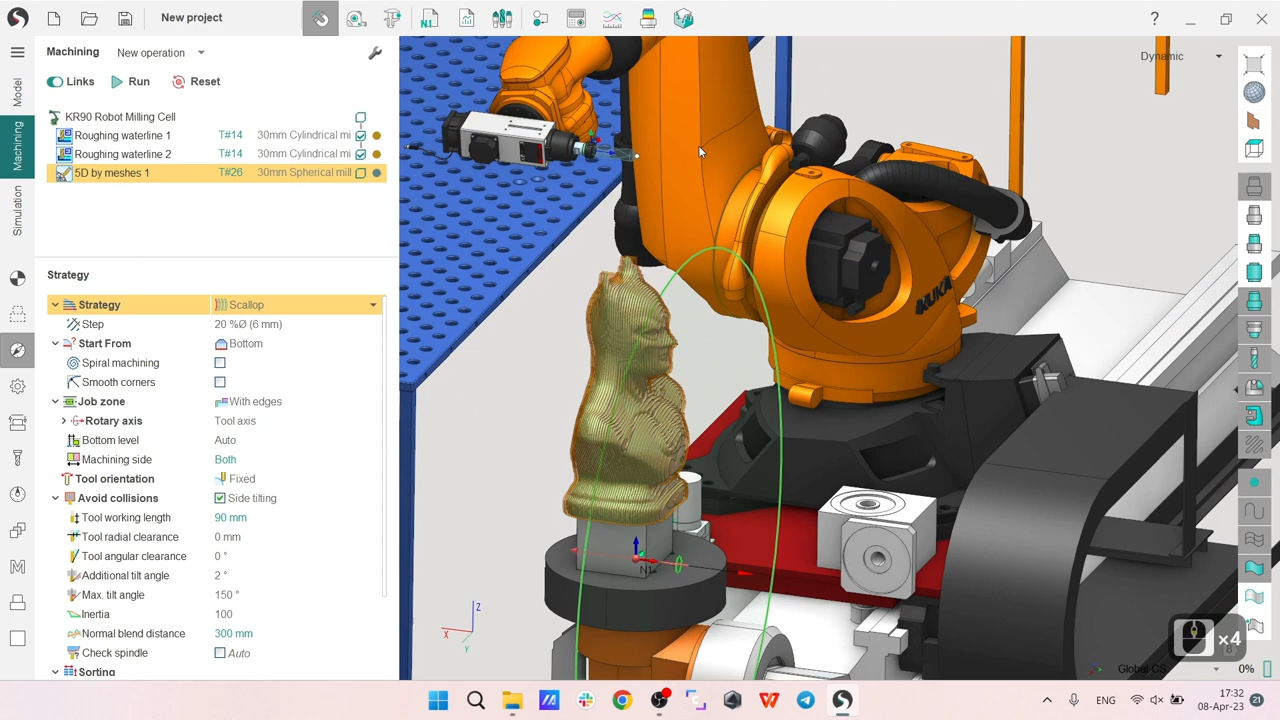 New project
N.1
?
Machining
New operation
Dynamic
Links
Run
Reset
Model
Machining
Simulation
KR90 Robot Milling Cell
Roughing waterline 1 T#14 30mm Cylindrical mi
Roughing waterline 2 T#14 30mm Cylindrical mi
5D by meshes 1 T#26 30mm Spherical mill
Strategy
Strategy Scallop
Step 20 %Ø (6 mm)
Start From Bottom
Spiral machining
Smooth corners
Job zone With edges
Rotary axis Tool axis
Bottom level Auto
Machining side Both
Tool orientation Fixed
Avoid collisions Side tilting
Tool working length 90 mm
Tool radial clearance 0 mm
Tool angular clearance 0 °
Additional tilt angle 2 °
Max. tilt angle 150 °
Inertia 100
Normal blend distance 300 mm
Check spindle Auto
Sorting
KUKA
Z
X
Y
×4
8
Global CS 0%
ENG
17:32
08-Apr-23
21